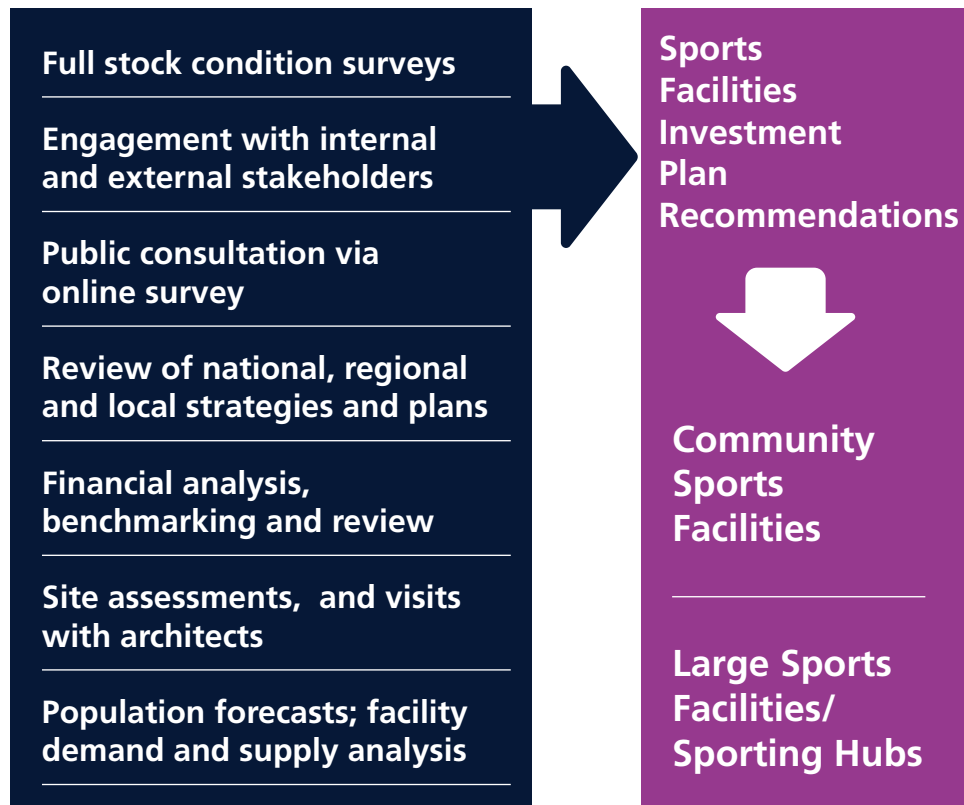 Full stock condition surveys
Engagement with internal
and external stakeholders
Public consultation via
online survey
Review of national, regional
and local strategies and plans
Financial analysis,
benchmarking and review
Site assessments, and visits
with architects
Population forecasts; facility
demand and supply analysis
Sports
Facilities
Investment
Plan
Recommendations
Community
Sports
Facilities
Large Sports
Facilities/
Sporting Hubs